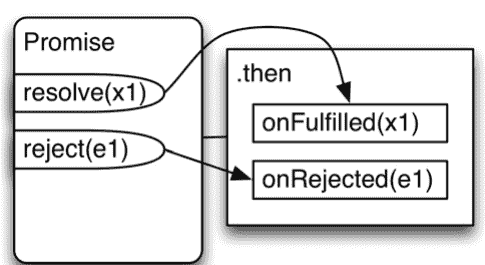 Promise
resolve(x1)
reject(e1)
.then
onFulfilled(x1)
onRejected(e1)